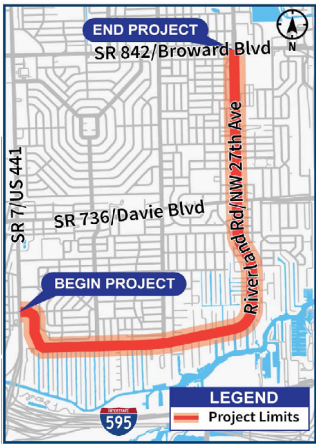 END PROJECT
N
SR 842/Broward Blvd
SR 7/US 441
Riverland Rd/NW 27th Ave
SR 736/Davie Blvd
BEGIN PROJECT
INTERSTATE
595
LEGEND
Project Limits